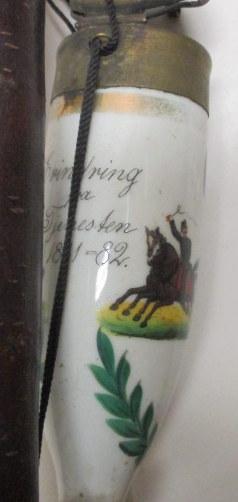 Erindring
fra
Tjenesten
1881-82.